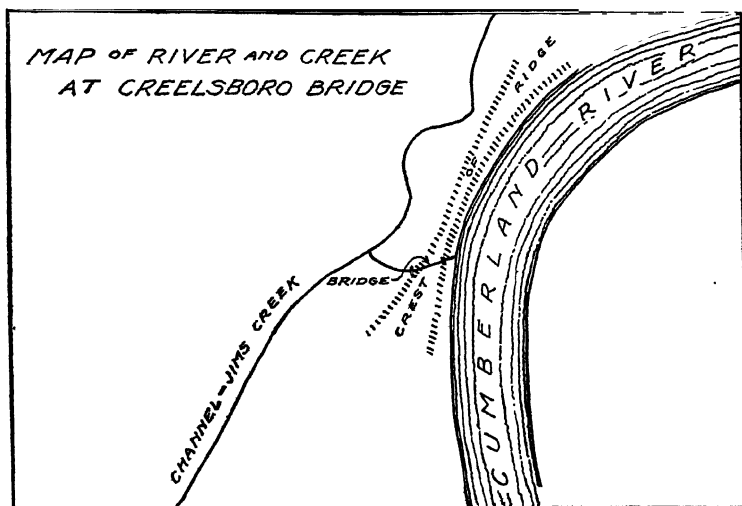 MAP OF RIVER AND CREEK
AT CREELSBORO BRIDGE
CREST OF RIDGE
CUMBERLAND RIVER
BRIDGE
CHANNEL=JIMS CREEK